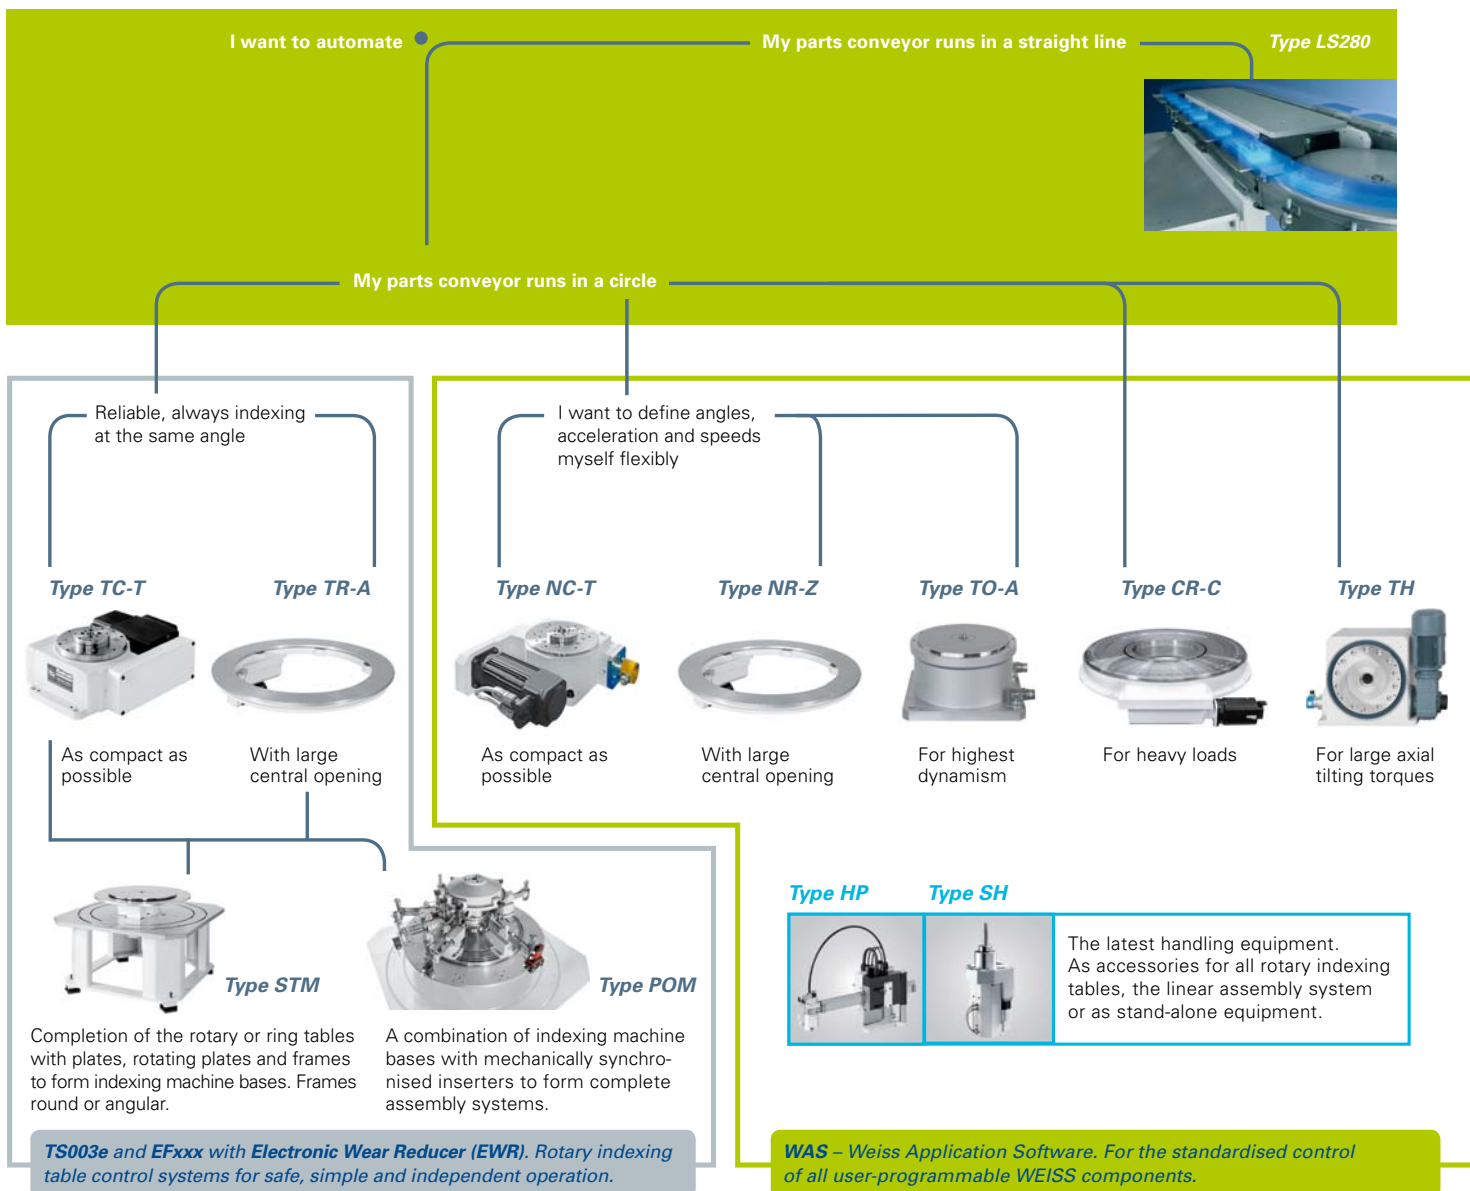 I want to automate
My parts conveyor runs in a straight line
Type LS280
My parts conveyor runs in a circle
Reliable, always indexing
at the same angle
I want to define angles,
acceleration and speeds
myself flexibly
Type TC-T
Type TR-A
Type NC-T
Type NR-Z
Type TO-A
Type CR-C
Type TH
As compact as
possible
With large
central opening
As compact as
possible
With large
central opening
For highest
dynamism
For heavy loads
For large axial
tilting torques
Type STM
Completion of the rotary or ring tables
with plates, rotating plates and frames
to form indexing machine bases. Frames
round or angular.
Type POM
A combination of indexing machine
bases with mechanically synchro-
nised inserters to form complete
assembly systems.
Type HP
Type SH
The latest handling equipment.
As accessories for all rotary indexing
tables, the linear assembly system
or as stand-alone equipment.
TS003e and EFxxx with Electronic Wear Reducer (EWR). Rotary indexing
table control systems for safe, simple and independent operation.
WAS – Weiss Application Software. For the standardised control
of all user-programmable WEISS components.